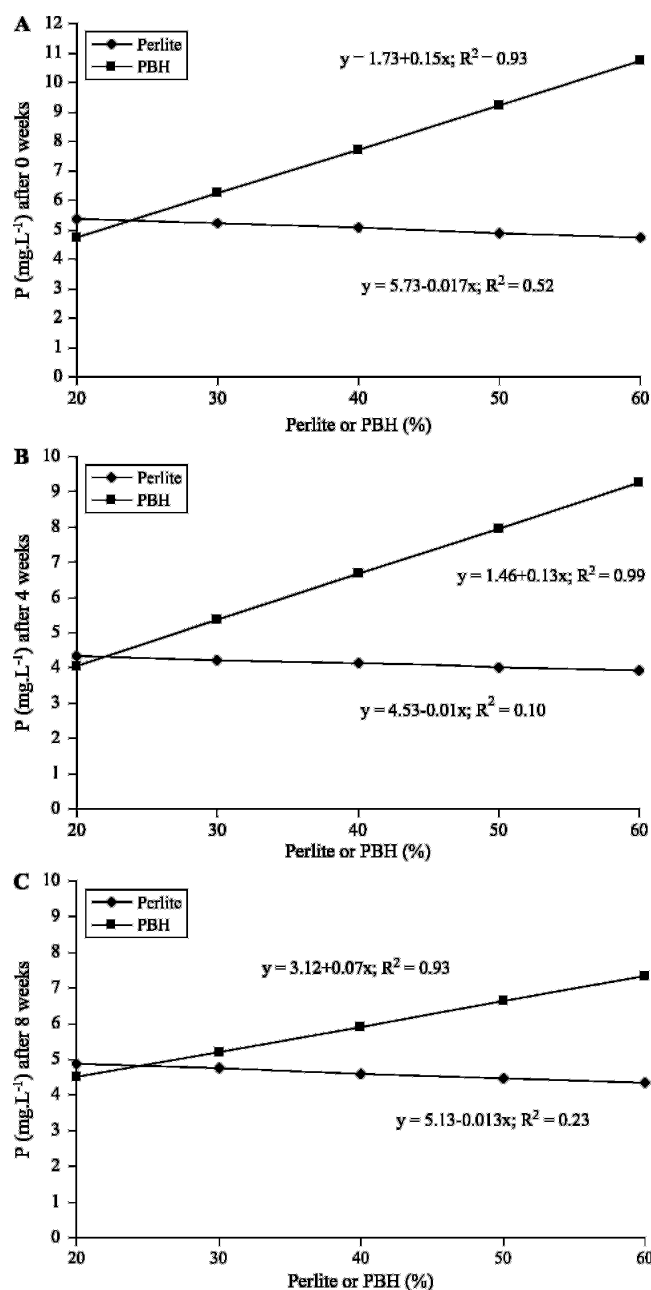 A
12
11
10
9
8
7
6
5
4
3
2
1
0
P (mg.L⁻¹) after 0 weeks
Perlite
PBH
y = 1.73+0.15x; R² = 0.93
y = 5.73-0.017x; R² = 0.52
20 30 40 50 60
Perlite or PBH (%)
B
10
9
8
7
6
5
4
3
2
1
0
P (mg.L⁻¹) after 4 weeks
Perlite
PBH
y = 1.46+0.13x; R² = 0.99
y = 4.53-0.01x; R² = 0.10
20 30 40 50 60
Perlite or PBH (%)
C
10
9
8
7
6
5
4
3
2
1
0
P (mg.L⁻¹) after 8 weeks
Perlite
PBH
y = 3.12+0.07x; R² = 0.93
y = 5.13-0.013x; R² = 0.23
20 30 40 50 60
Perlite or PBH (%)